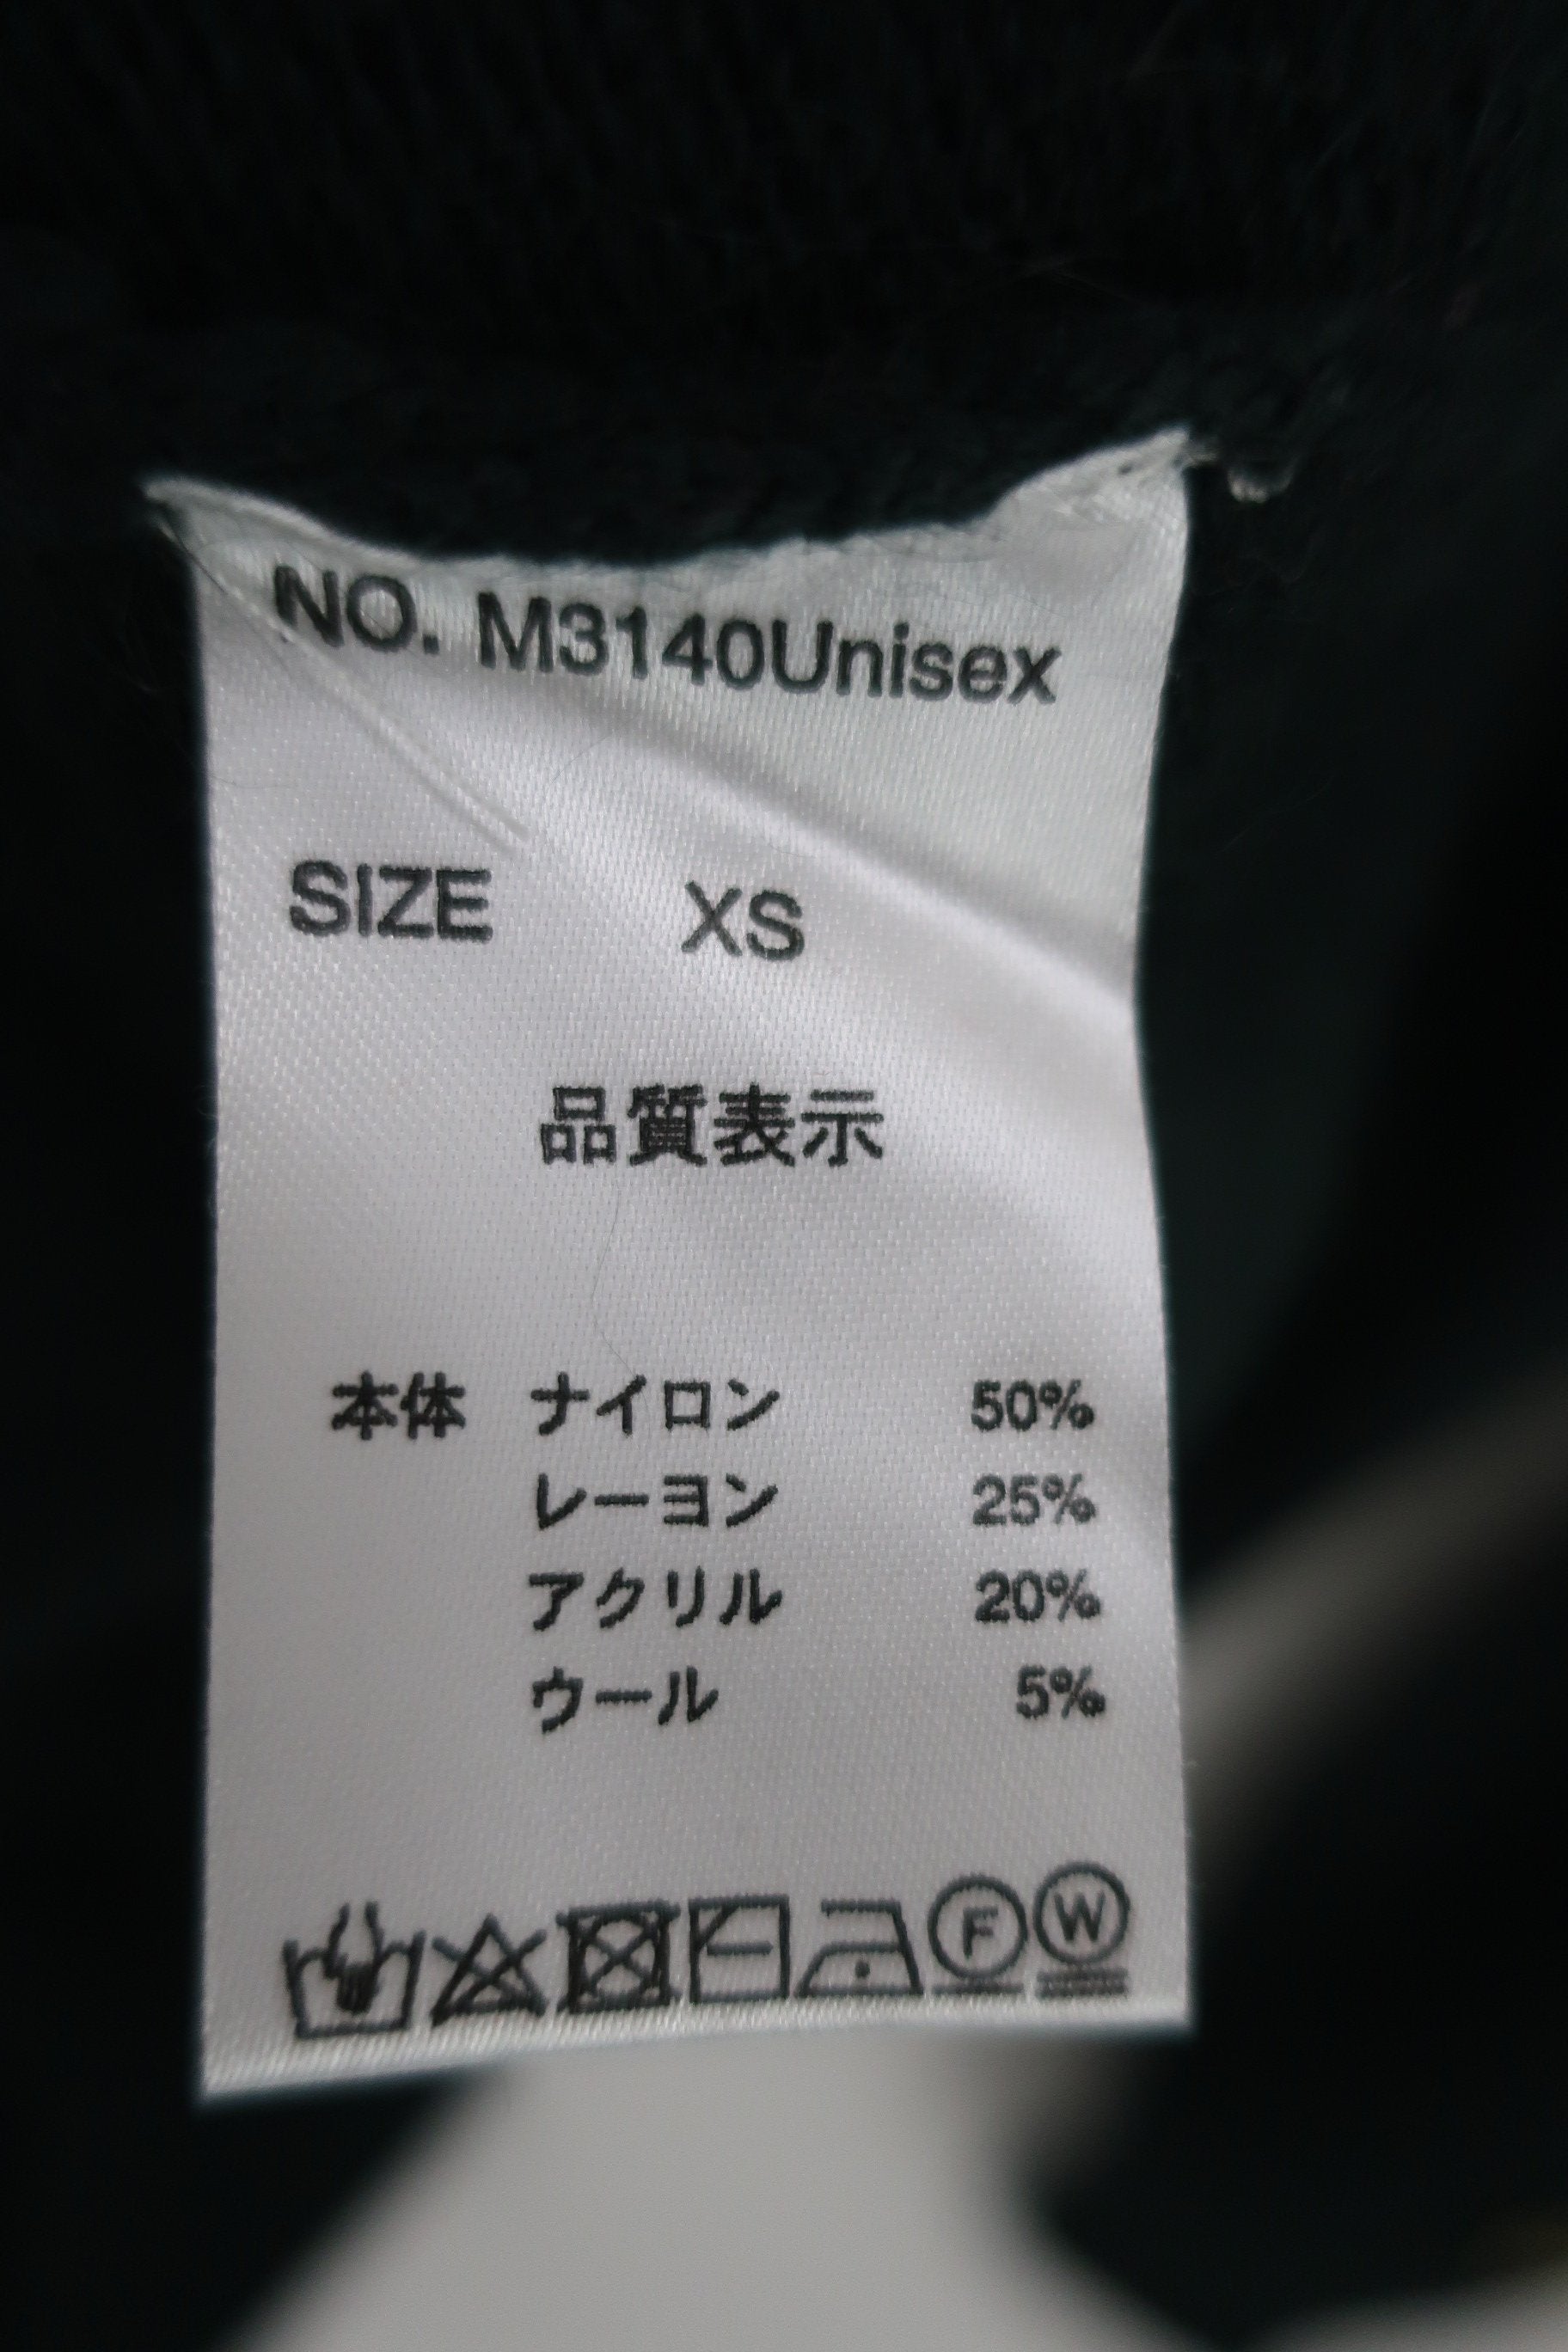 NO. M3140Unisex
SIZE XS
品質表示
本体 ナイロン 50%
レーヨン 25%
アクリル 20%
ウール 5%
F W